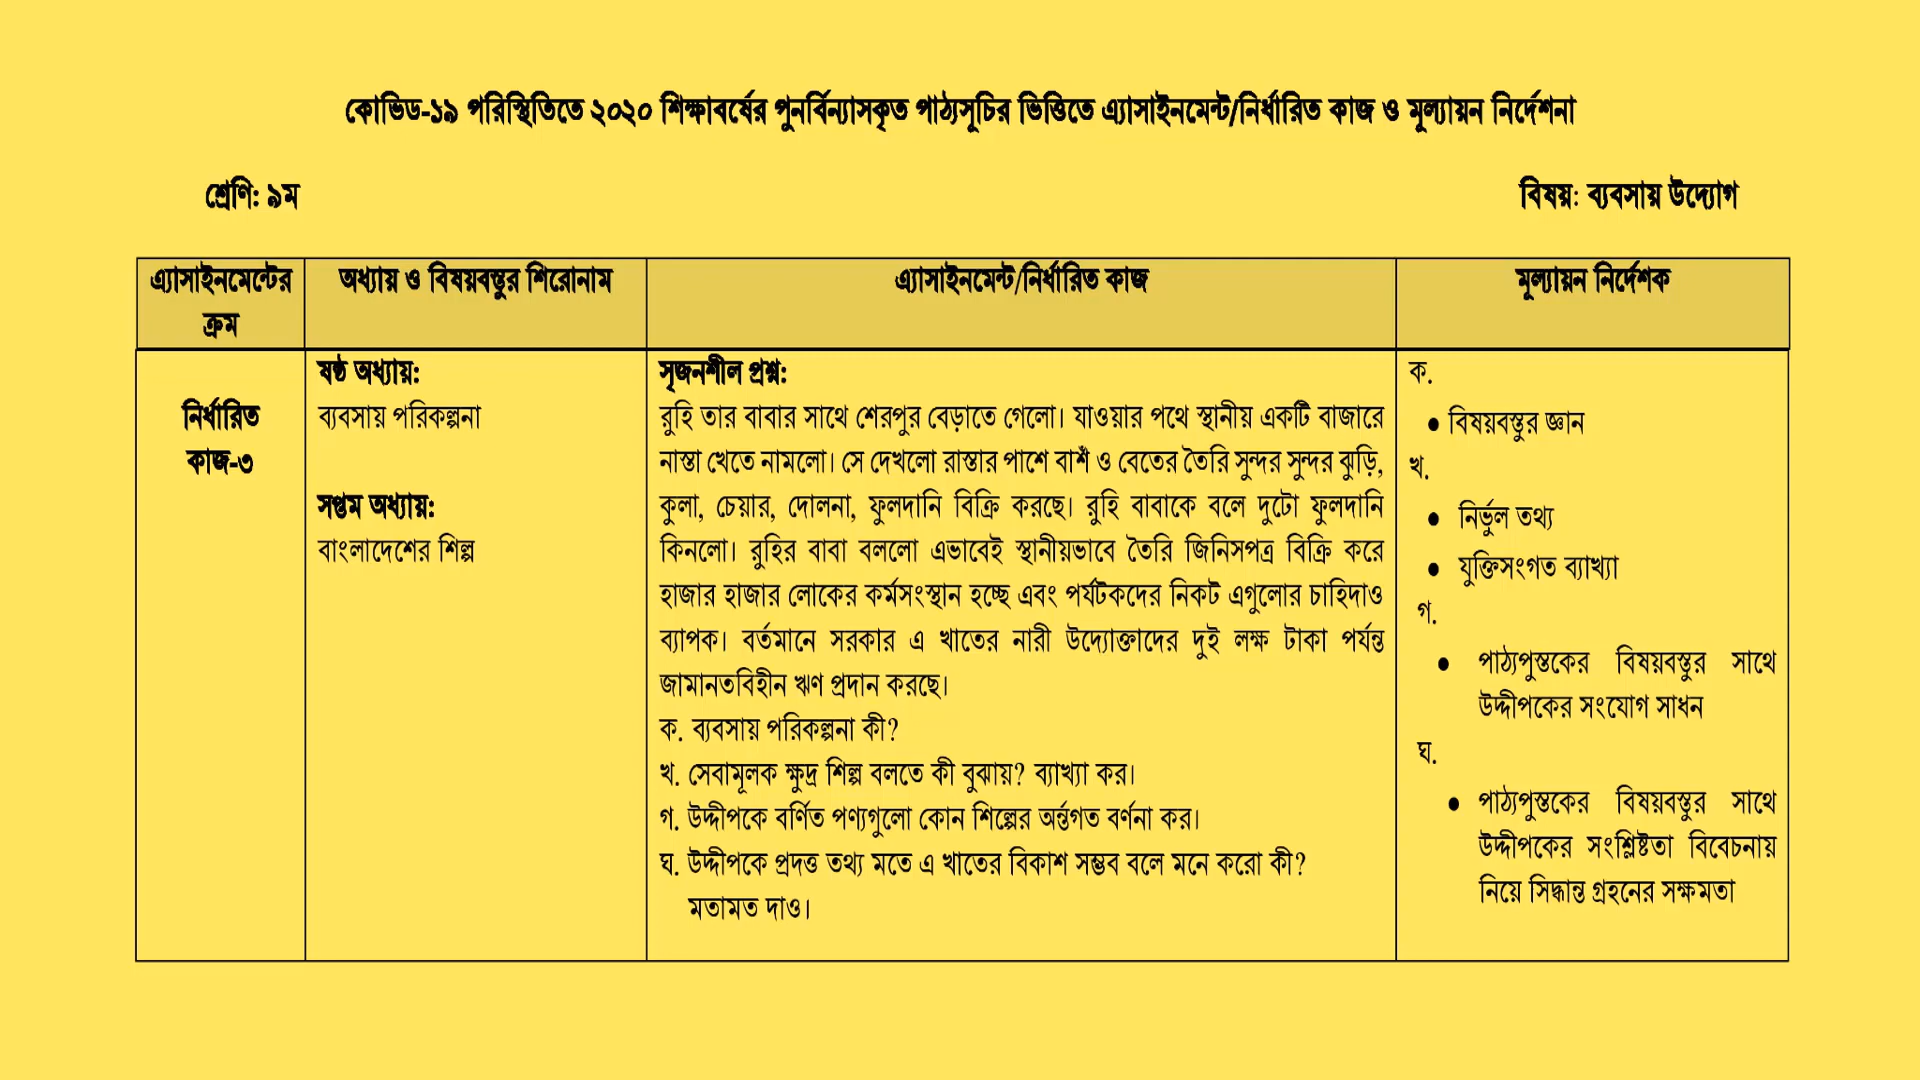 কোভিড-১৯ পরিস্থিতিতে ২০২০ শিক্ষাবর্ষের পুনর্বিন্যাসকৃত পাঠ্যসূচির ভিত্তিতে এ্যাসাইনমেন্ট/নির্ধারিত কাজ ও মূল্যায়ন নির্দেশনা
শ্রেণি: ৯ম
বিষয়: ব্যবসায় উদ্যোগ
এ্যাসাইনমেন্টের
ক্রম
অধ্যায় ও বিষয়বস্তুর শিরোনাম
এ্যাসাইনমেন্ট/নির্ধারিত কাজ
মূল্যায়ন নির্দেশক
নির্ধারিত
কাজ-৩
ষষ্ঠ অধ্যায়:
ব্যবসায় পরিকল্পনা
সপ্তম অধ্যায়:
বাংলাদেশের শিল্প
সৃজনশীল প্রশ্ন:
রুহি তার বাবার সাথে শেরপুর বেড়াতে গেলো। যাওয়ার পথে স্থানীয় একটি বাজারে
নাস্তা খেতে নামলো। সে দেখলো রাস্তার পাশে বাশঁ ও বেতের তৈরি সুন্দর সুন্দর ঝুড়ি,
কুলা, চেয়ার, দোলনা, ফুলদানি বিক্রি করছে। রুহি বাবাকে বলে দুটো ফুলদানি
কিনলো। রুহির বাবা বললো এভাবেই স্থানীয়ভাবে তৈরি জিনিসপত্র বিক্রি করে
হাজার হাজার লোকের কর্মসংস্থান হচ্ছে এবং পর্যটকদের নিকট এগুলোর চাহিদাও
ব্যাপক। বর্তমানে সরকার এ খাতের নারী উদ্যোক্তাদের দুই লক্ষ টাকা পর্যন্ত
জামানতবিহীন ঋণ প্রদান করছে।
ক. ব্যবসায় পরিকল্পনা কী?
খ. সেবামূলক ক্ষুদ্র শিল্প বলতে কী বুঝায়? ব্যাখ্যা কর।
গ. উদ্দীপকে বর্ণিত পণ্যগুলো কোন শিল্পের অর্ন্তগত বর্ণনা কর।
ঘ. উদ্দীপকে প্রদত্ত তথ্য মতে এ খাতের বিকাশ সম্ভব বলে মনে করো কী?
মতামত দাও।
ক.
• বিষয়বস্তুর জ্ঞান
খ.
• নির্ভুল তথ্য
• যুক্তিসংগত ব্যাখ্যা
গ.
• পাঠ্যপুস্তকের বিষয়বস্তুর সাথে
উদ্দীপকের সংযোগ সাধন
ঘ.
• পাঠ্যপুস্তকের বিষয়বস্তুর সাথে
উদ্দীপকের সংশ্লিষ্টতা বিবেচনায়
নিয়ে সিদ্ধান্ত গ্রহনের সক্ষমতা